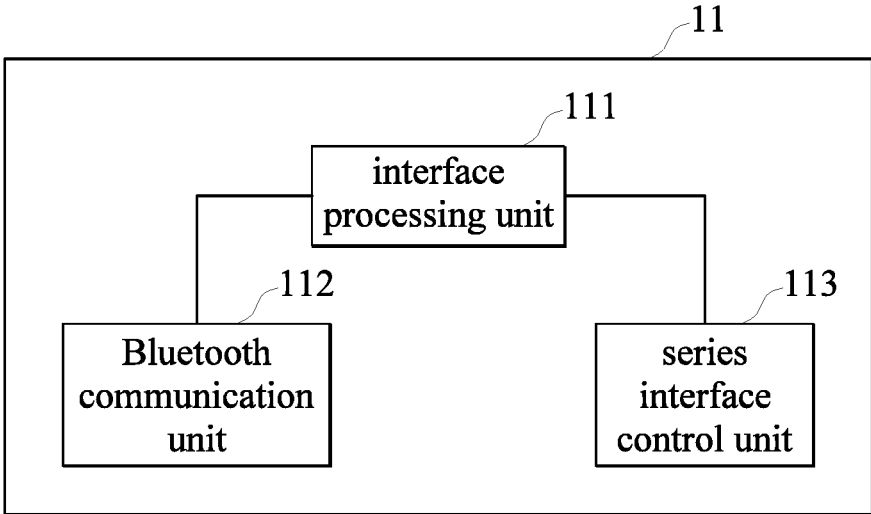 11
111
interface
processing unit
112
Bluetooth
communication
unit
113
series
interface
control unit